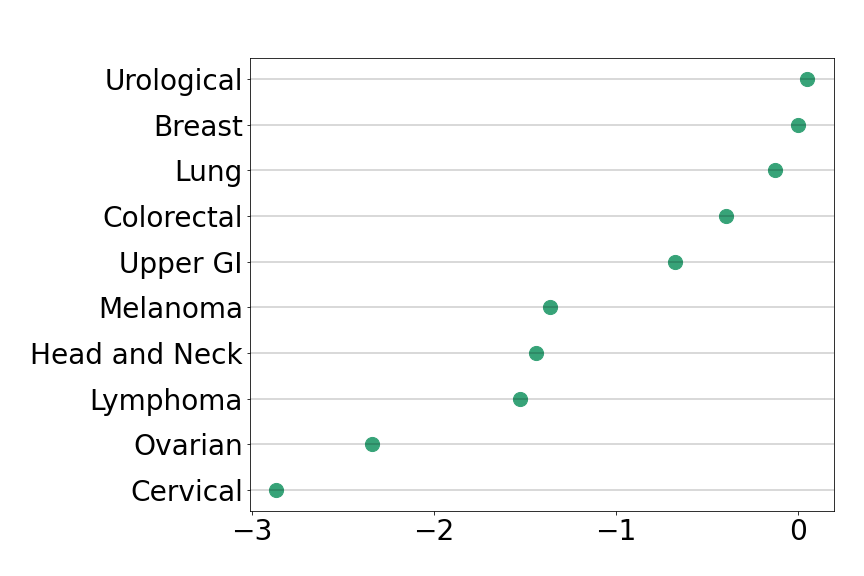 Urological
Breast
Lung
Colorectal
Upper GI
Melanoma
Head and Neck
Lymphoma
Ovarian
Cervical
−3 −2 −1 0